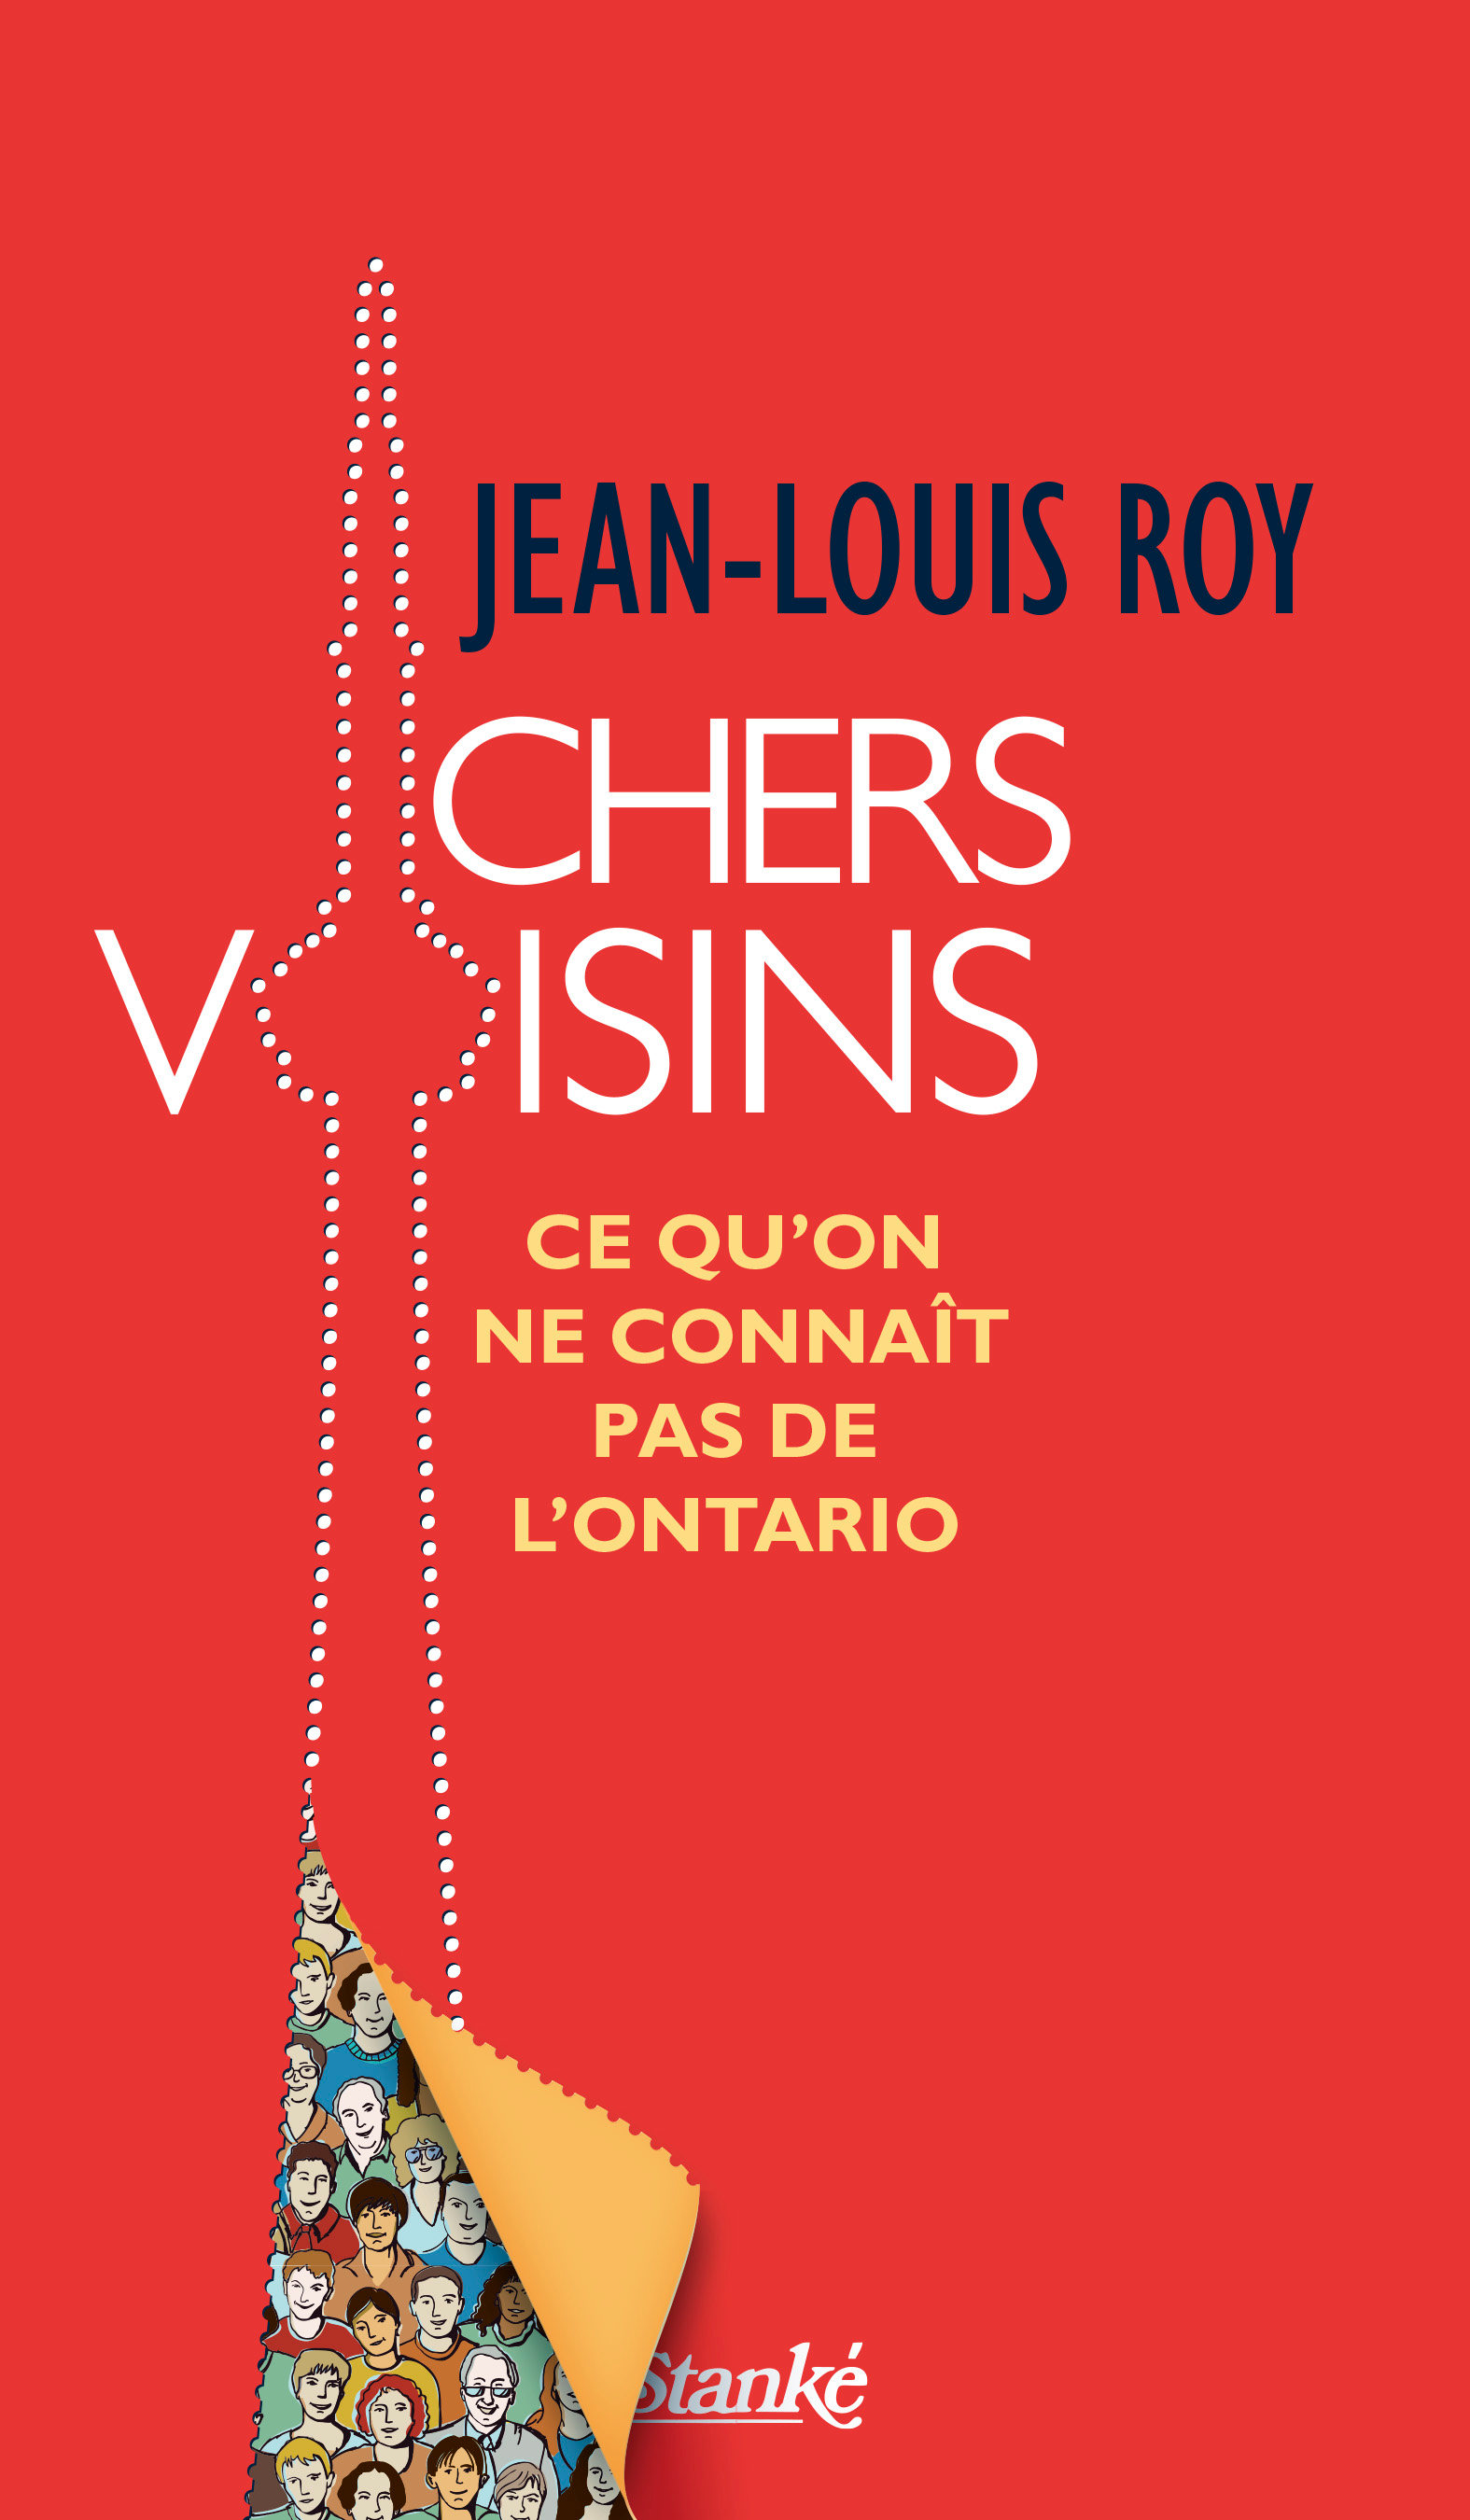 JEAN-LOUIS ROY
CHERS
VOISINS
CE QU’ON
NE CONNAÎT
PAS DE
L’ONTARIO
Stanké